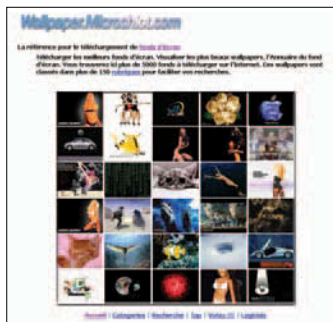 Wallpaper.Microphot.com
La référence pour le téléchargement de fonds d'écran
Télécharger les meilleurs fonds d'écran. Visualiser les plus beaux wallpapers, l'Annuaire du fond
d'écran. Vous trouverez ici plus de 5000 fonds à télécharger sur l'Internet. Ces wallpapers sont
classés dans plus de 150 rubriques pour faciliter vos recherches.
Accueil | Catégories | Recherche | Top | Votez !!! | Logiciels